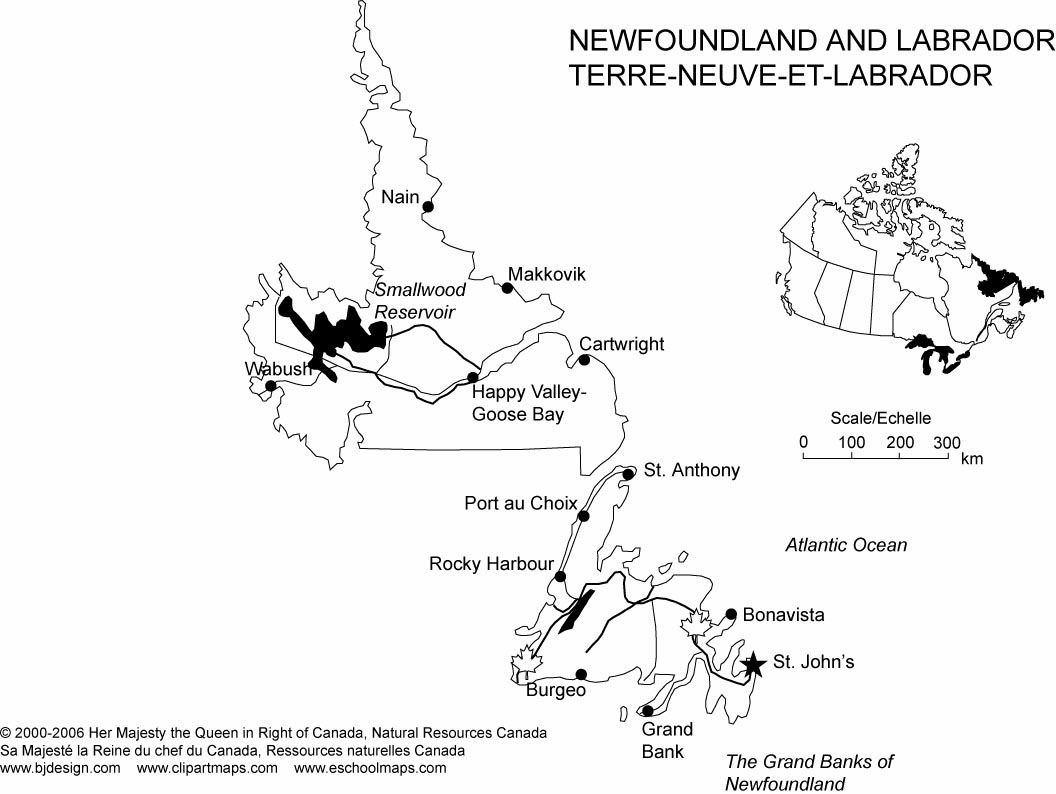 NEWFOUNDLAND AND LABRADOR
TERRE-NEUVE-ET-LABRADOR
Nain
Makkovik
Smallwood
Reservoir
Cartwright
Wabush
Happy Valley-
Goose Bay
Scale/Echelle
0 100 200 300
km
St. Anthony
Port au Choix
Atlantic Ocean
Rocky Harbour
Bonavista
St. John's
Burgeo
Grand
Bank
The Grand Banks of
Newfoundland
© 2000-2006 Her Majesty the Queen in Right of Canada, Natural Resources Canada
Sa Majesté la Reine du chef du Canada, Ressources naturelles Canada
www.bjdesign.com www.clipartmaps.com www.eschoolmaps.com